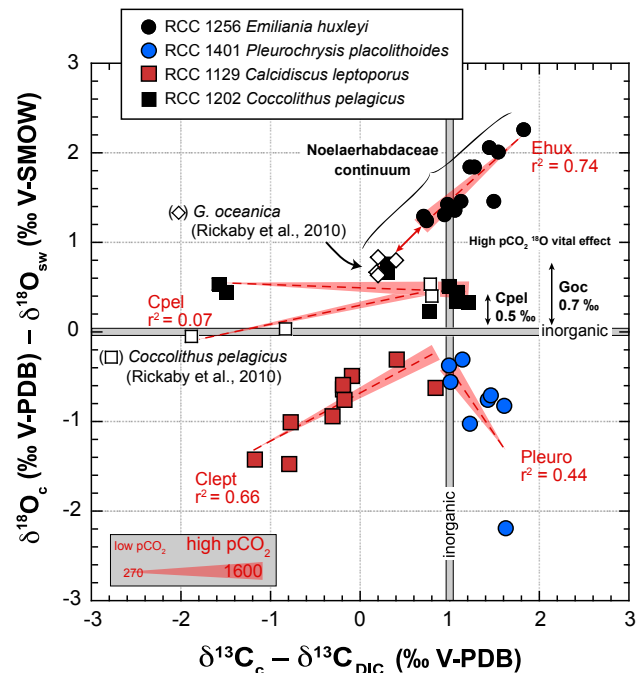 RCC 1256 Emiliania huxleyi
RCC 1401 Pleurochrysis placolithoides
RCC 1129 Calcidiscus leptoporus
RCC 1202 Coccolithus pelagicus
3
2
1
0
-1
-2
-3
δ¹⁸Oc (‰ V-PDB) – δ¹⁸Osw (‰ V-SMOW)
Noelaerhabdaceae
continuum
Ehux
r² = 0.74
(◇) G. oceanica
(Rickaby et al., 2010)
High pCO₂ ¹⁸O vital effect
Cpel
0.5 ‰
Goc
0.7 ‰
Cpel
r² = 0.07
inorganic
(□) Coccolithus pelagicus
(Rickaby et al., 2010)
Clept
r² = 0.66
Pleuro
r² = 0.44
inorganic
low pCO₂
high pCO₂
270
1600
-3 -2 -1 0 1 2 3
δ¹³Cc – δ¹³CDIC (‰ V-PDB)